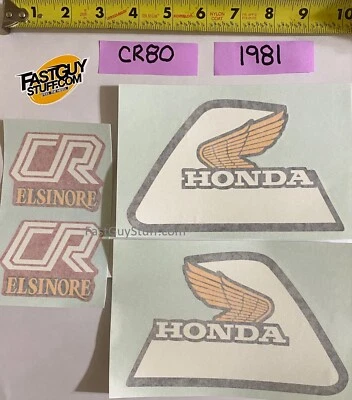 1 2 3 4 5 6 7 8 9 10
FASTGUY
STUFF.COM
CR80
1981
CR
ELSINORE
HONDA
CR
ELSINORE
FastGuyStuff.com
HONDA